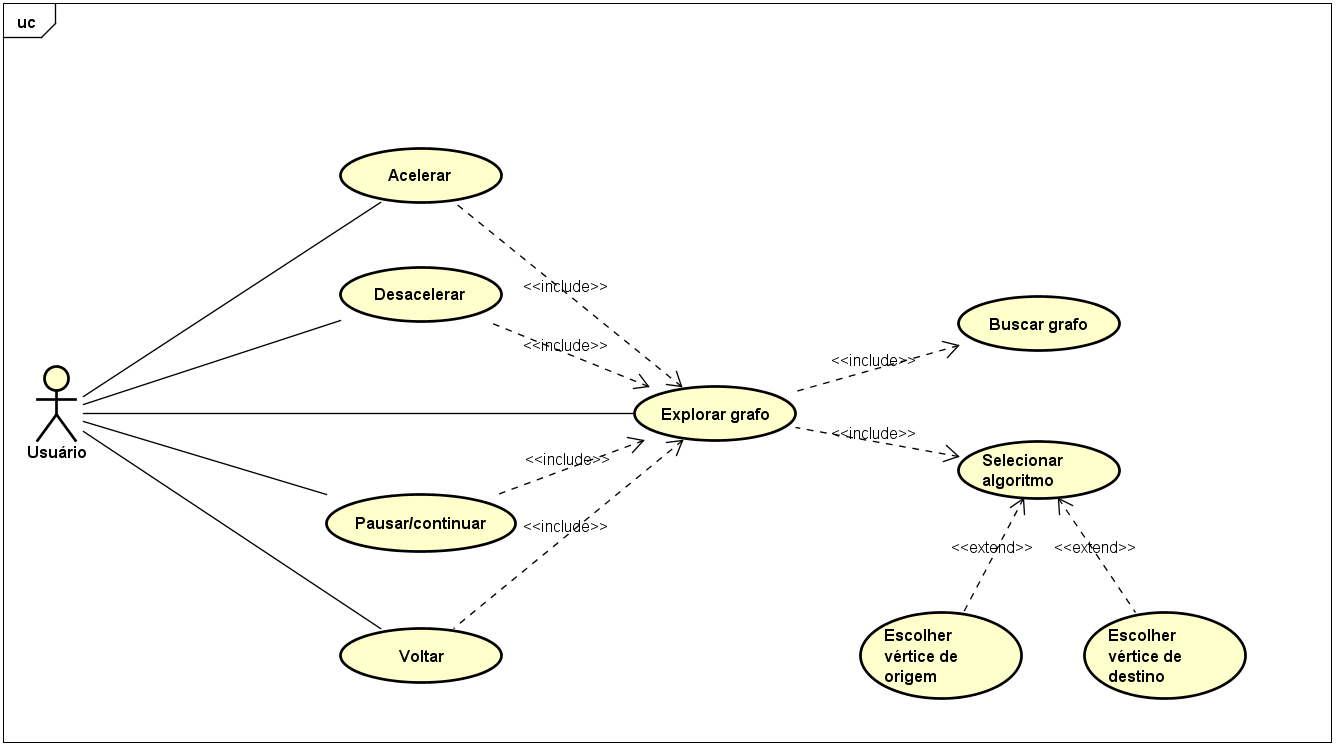 uc
Acelerar
<<include>>
Desacelerar
<<include>>
Buscar grafo
<<include>>
Explorar grafo
Usuário
<<include>>
Selecionar
algoritmo
<<include>>
Pausar/continuar
<<include>>
<<extend>>
<<extend>>
Voltar
Escolher
vértice de
origem
Escolher
vértice de
destino